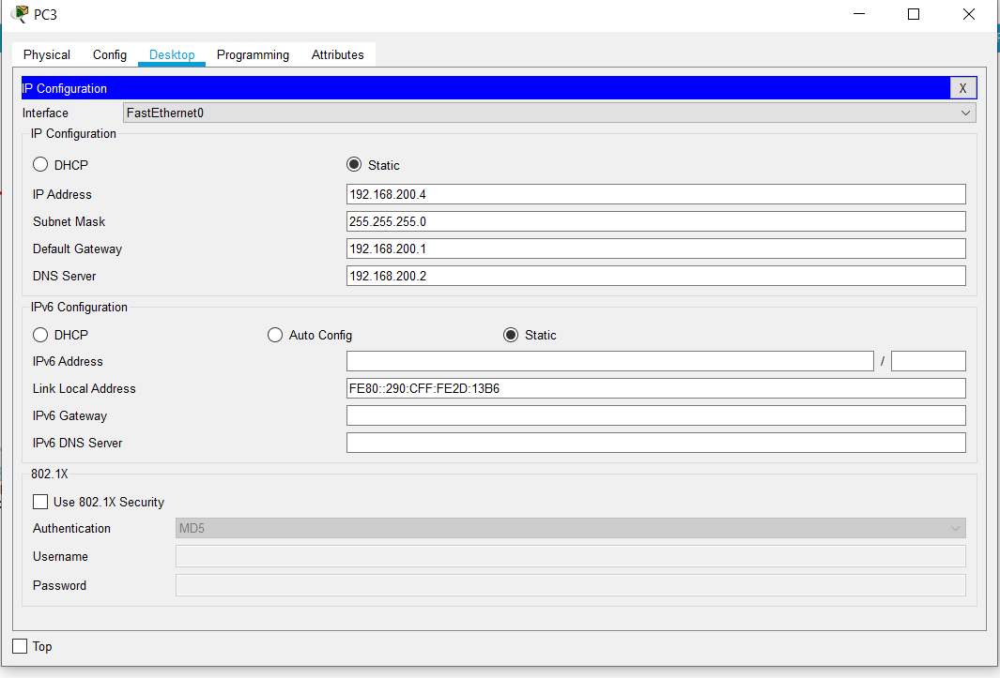 PC3
Physical Config Desktop Programming Attributes
IP Configuration X
Interface FastEthernet0
IP Configuration
DHCP Static
IP Address 192.168.200.4
Subnet Mask 255.255.255.0
Default Gateway 192.168.200.1
DNS Server 192.168.200.2
IPv6 Configuration
DHCP Auto Config Static
IPv6 Address /
Link Local Address FE80::290:CFF:FE2D:13B6
IPv6 Gateway
IPv6 DNS Server
802.1X
Use 802.1X Security
Authentication MD5
Username
Password
Top